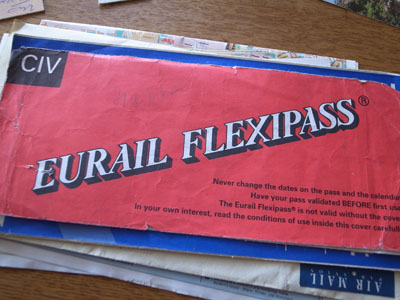 CIV
EURAIL FLEXIPASS®
Never change the dates on the pass and the calendar
Have your pass validated BEFORE first use
The Eurail Flexipass® is not valid without the cover
In your own interest, read the conditions of use inside this cover carefull
AIR MAIL